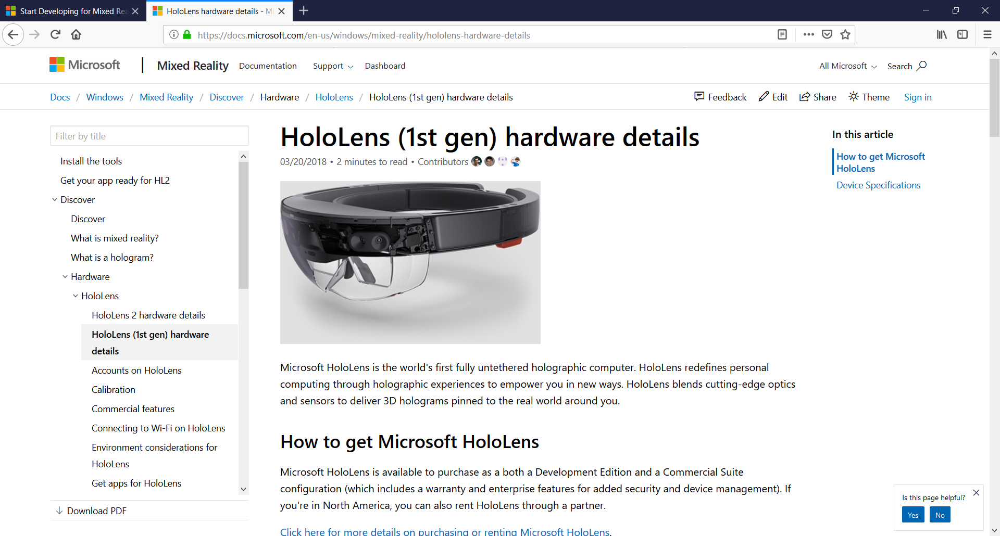 Start Developing for Mixed Rea
HoloLens hardware details - Mi
https://docs.microsoft.com/en-us/windows/mixed-reality/hololens-hardware-details
Microsoft
Mixed Reality
Documentation
Support
Dashboard
All Microsoft
Search
Docs / Windows / Mixed Reality / Discover / Hardware / HoloLens / HoloLens (1st gen) hardware details
Feedback
Edit
Share
Theme
Sign in
Filter by title
Install the tools
Get your app ready for HL2
Discover
Discover
What is mixed reality?
What is a hologram?
Hardware
HoloLens
HoloLens 2 hardware details
HoloLens (1st gen) hardware
details
Accounts on HoloLens
Calibration
Commercial features
Connecting to Wi-Fi on HoloLens
Environment considerations for
HoloLens
Get apps for HoloLens
Download PDF
HoloLens (1st gen) hardware details
03/20/2018 • 2 minutes to read • Contributors
Microsoft HoloLens is the world's first fully untethered holographic computer. HoloLens redefines personal
computing through holographic experiences to empower you in new ways. HoloLens blends cutting-edge optics
and sensors to deliver 3D holograms pinned to the real world around you.
How to get Microsoft HoloLens
Microsoft HoloLens is available to purchase as a both a Development Edition and a Commercial Suite
configuration (which includes a warranty and enterprise features for added security and device management). If
you're in North America, you can also rent HoloLens through a partner.
Click here for more details on purchasing or renting Microsoft HoloLens.
In this article
How to get Microsoft
HoloLens
Device Specifications
Is this page helpful?
Yes
No